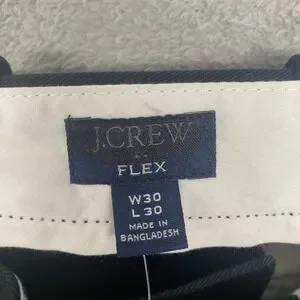 J.CREW
FLEX
W30
L30
MADE IN
BANGLADESH